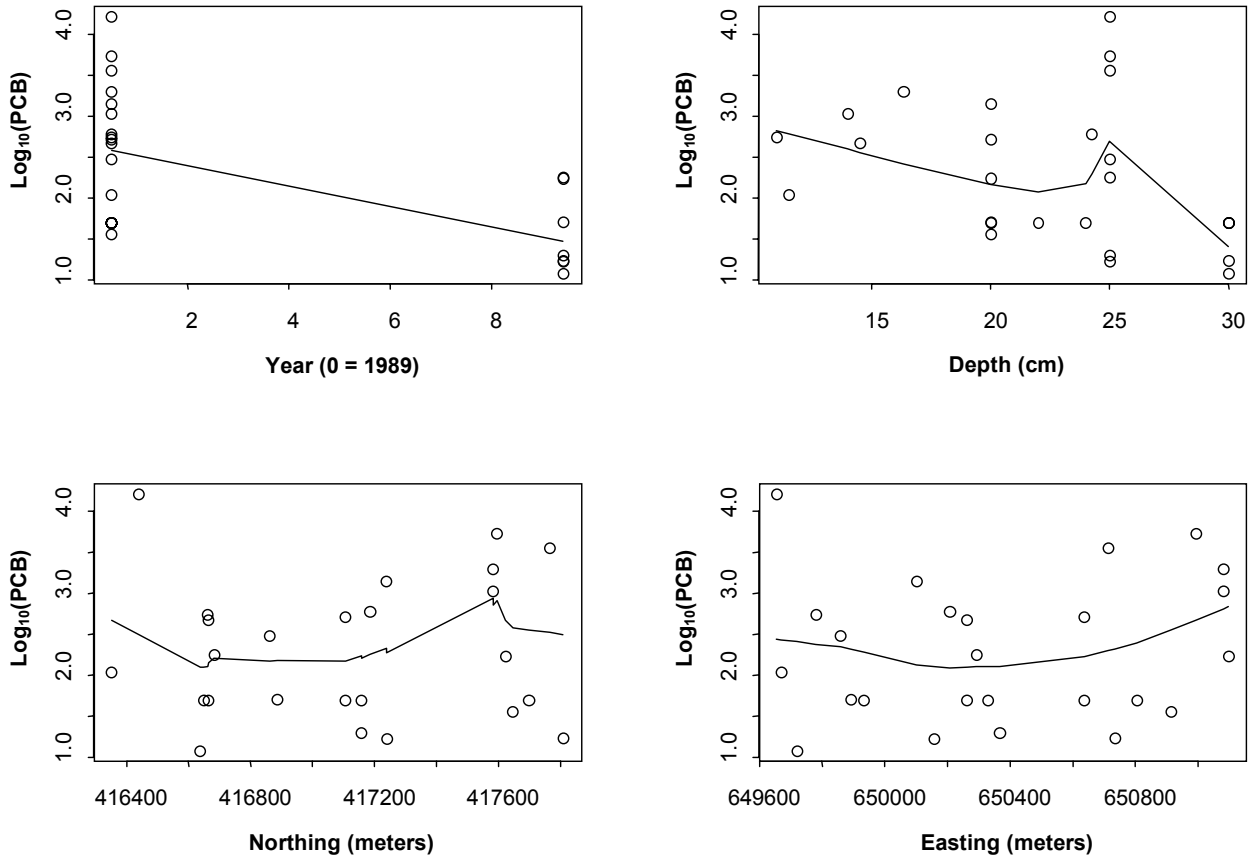 Log₁₀(PCB)
4.0
3.0
2.0
1.0
2 4 6 8
Year (0 = 1989)
Log₁₀(PCB)
4.0
3.0
2.0
1.0
15 20 25 30
Depth (cm)
Log₁₀(PCB)
4.0
3.0
2.0
1.0
416400 416800 417200 417600
Northing (meters)
Log₁₀(PCB)
4.0
3.0
2.0
1.0
649600 650000 650400 650800
Easting (meters)